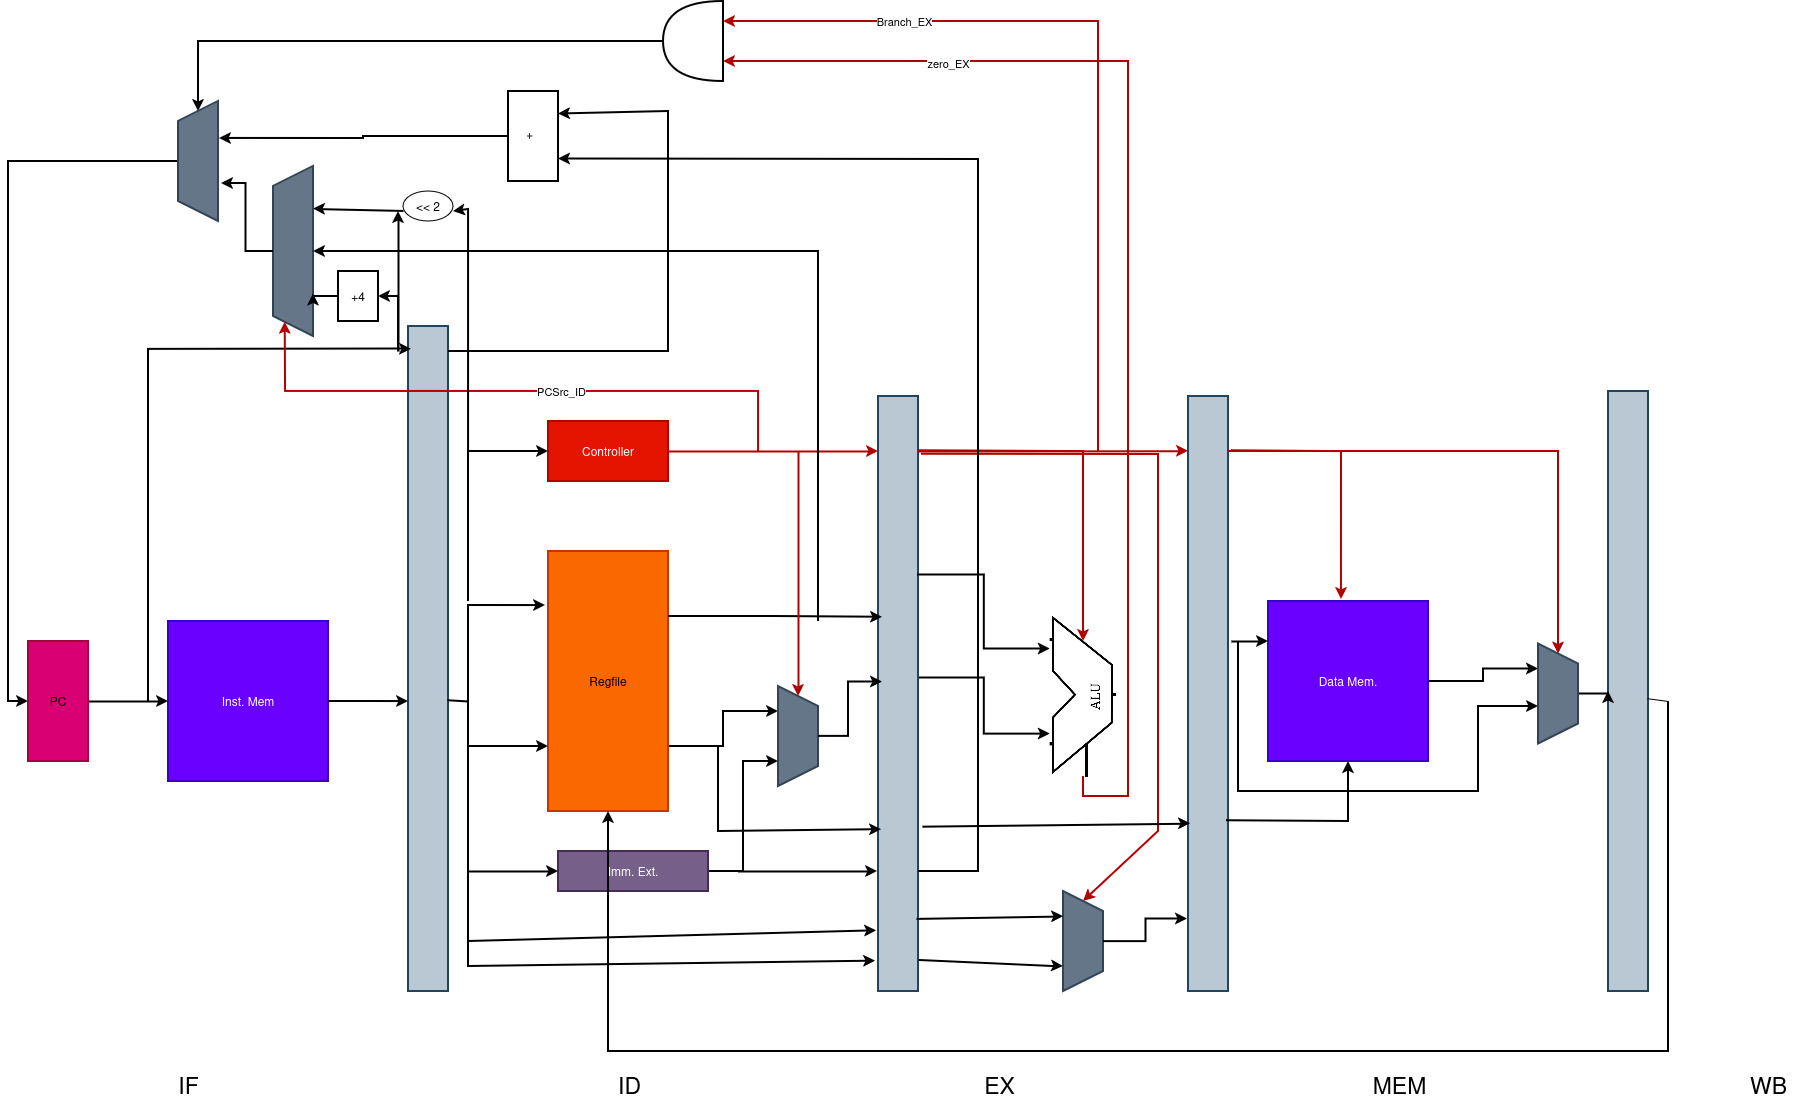 Branch_EX
zero_EX
+
<< 2
+4
PCSrc_ID
Controller
Regfile
PC
Inst. Mem
ALU
Data Mem.
Imm. Ext.
IF
ID
EX
MEM
WB